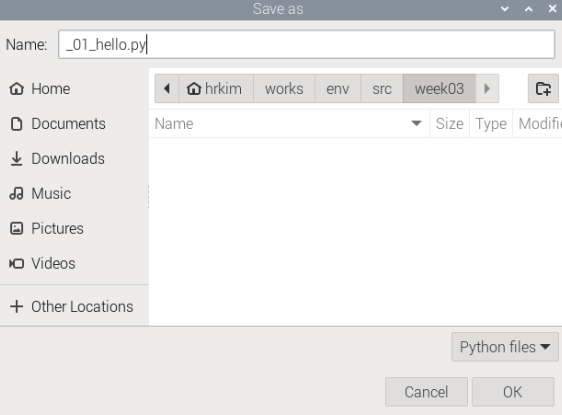 Save as
Name: _01_hello.py
Home
Documents
Downloads
Music
Pictures
Videos
Other Locations
hrkim works env src week03
Name Size Type Modifi
Python files
Cancel OK